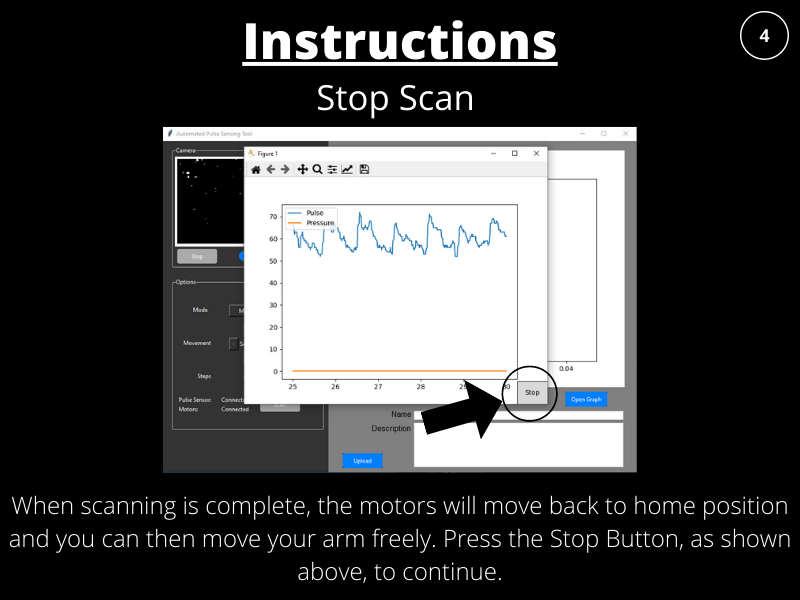 Instructions
4
Stop Scan
Automated Pulse Sensing Tool
Camera
Figure 1
Pulse
Pressure
70
60
50
40
30
20
10
0
25 26 27 28
Stop
0.04
Options
Mode
Movement
Steps
Pulse Sensor:
Motors: Connected
Stop
Open Graph
Name
Description
Upload
When scanning is complete, the motors will move back to home position
and you can then move your arm freely. Press the Stop Button, as shown
above, to continue.